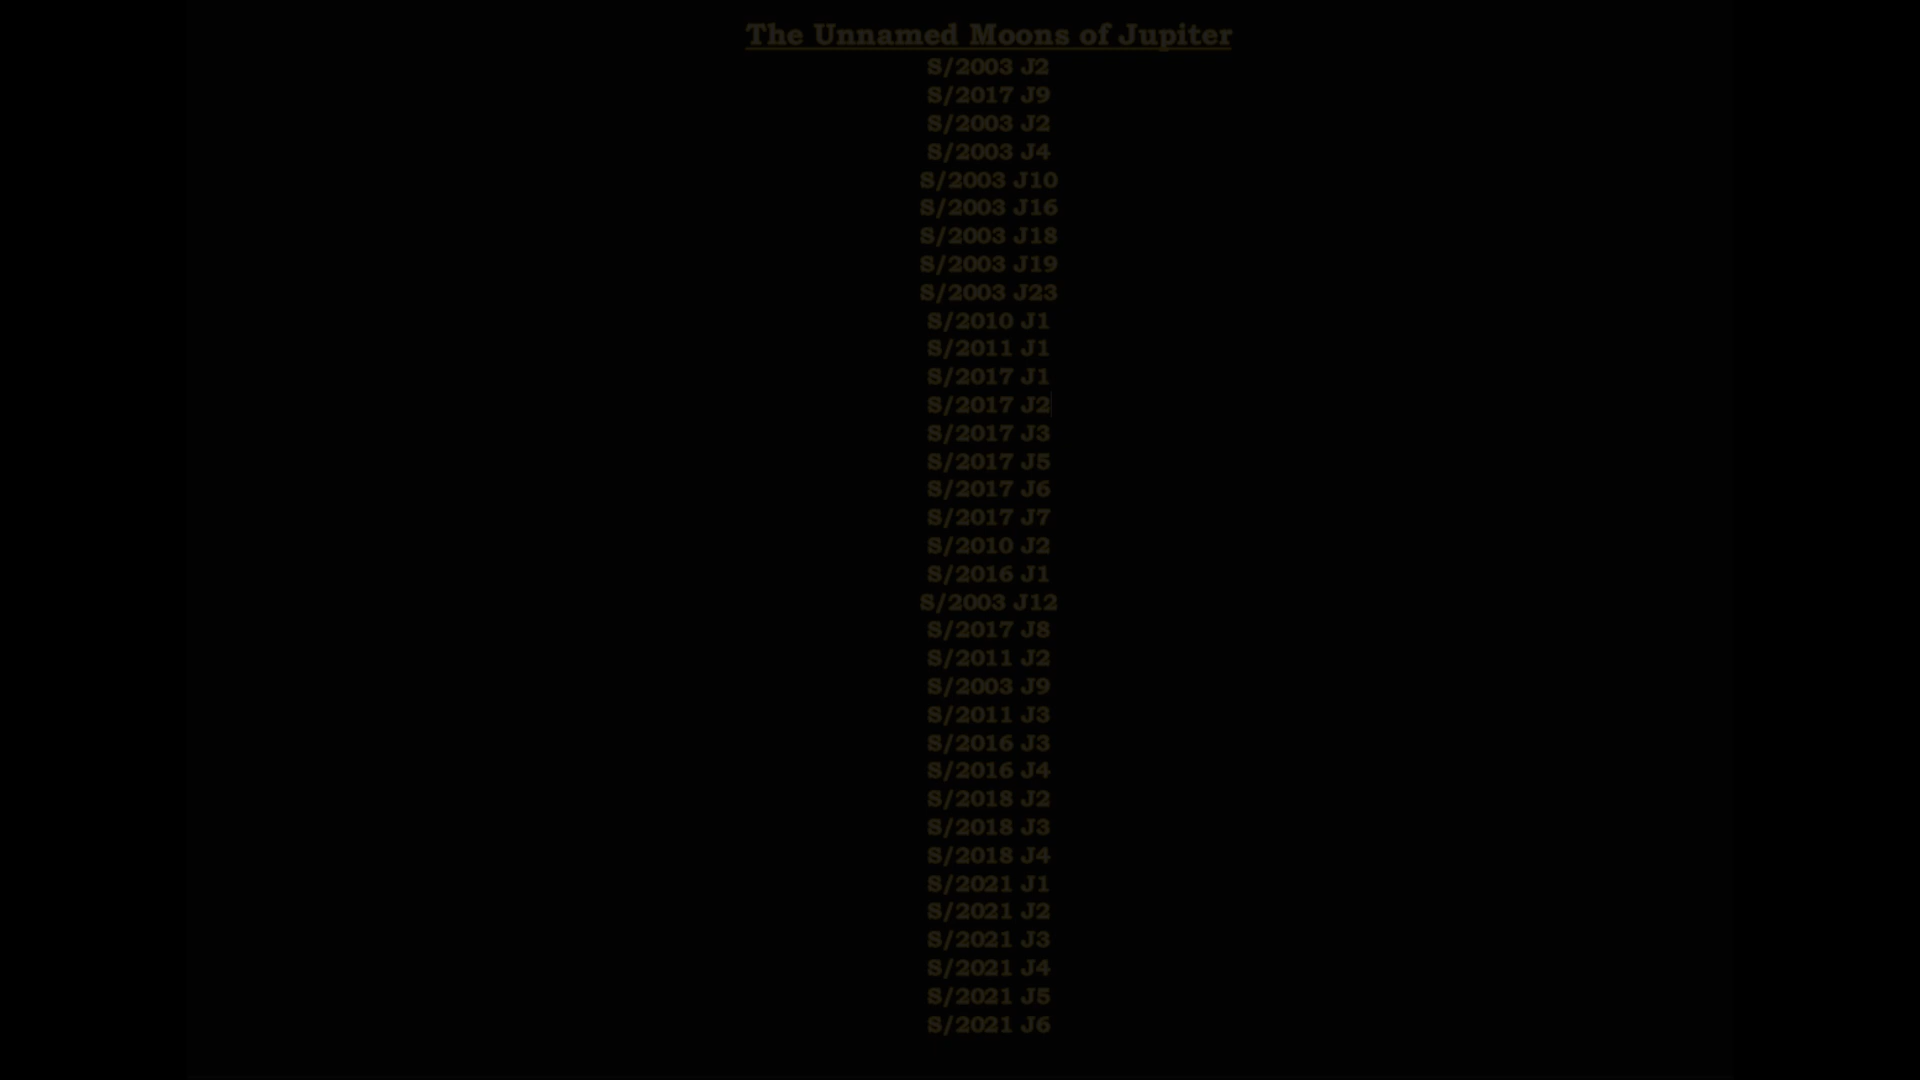 The Unnamed Moons of Jupiter
S/2003 J2
S/2017 J9
S/2003 J2
S/2003 J4
S/2003 J10
S/2003 J16
S/2003 J18
S/2003 J19
S/2003 J23
S/2010 J1
S/2011 J1
S/2017 J1
S/2017 J2
S/2017 J3
S/2017 J5
S/2017 J6
S/2017 J7
S/2010 J2
S/2016 J1
S/2003 J12
S/2017 J8
S/2011 J2
S/2003 J9
S/2011 J3
S/2016 J3
S/2016 J4
S/2018 J2
S/2018 J3
S/2018 J4
S/2021 J1
S/2021 J2
S/2021 J3
S/2021 J4
S/2021 J5
S/2021 J6